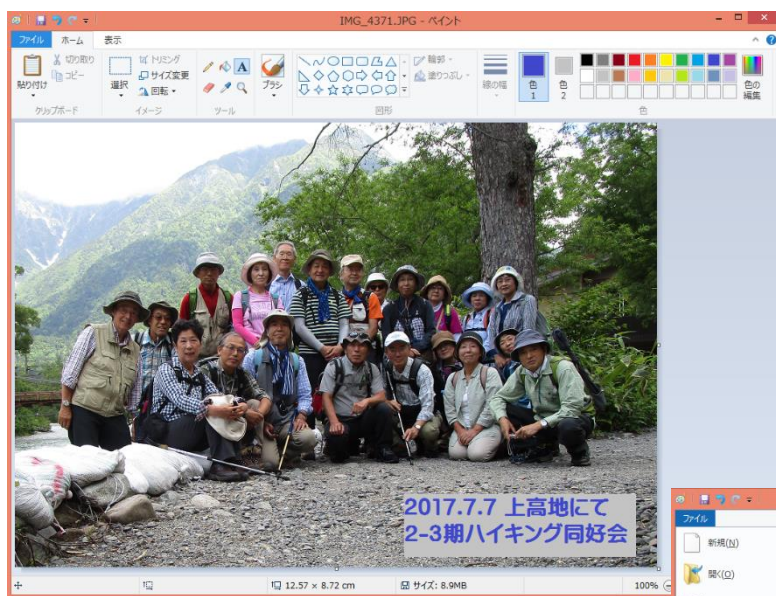 IMG_4371.JPG - ペイント
ファイル ホーム 表示
貼り付け
切り取り
コピー
クリップボード
選択
トリミング
サイズ変更
回転
イメージ
A
ツール
ブラシ
輪郭
塗りつぶし
図形
線の幅
色
1
色
2
色の
編集
色
2017.7.7 上高地にて
2-3期ハイキング同好会
12.57 × 8.72 cm
サイズ: 8.9MB
100%
ファイル
新規(N)
開く(O)